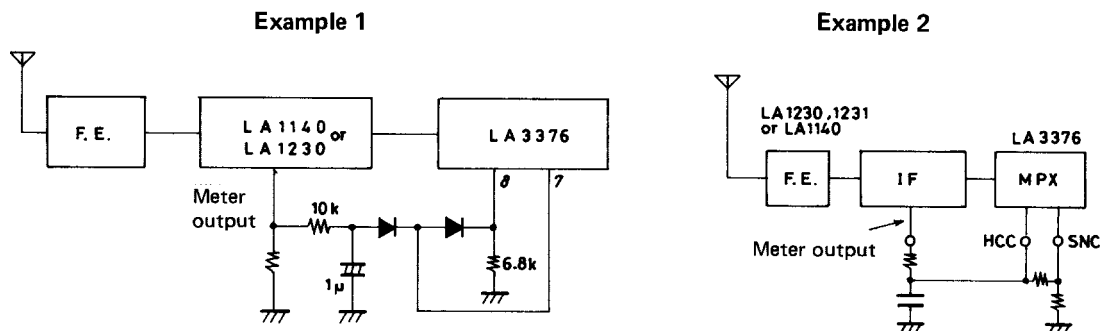 Example 1
F. E.
LA1140 or
LA1230
LA3376
8
7
Meter
output
10k
1μ
6.8k
Example 2
LA1230,1231
or LA1140
LA3376
F. E.
IF
MPX
Meter output
HCC
SNC